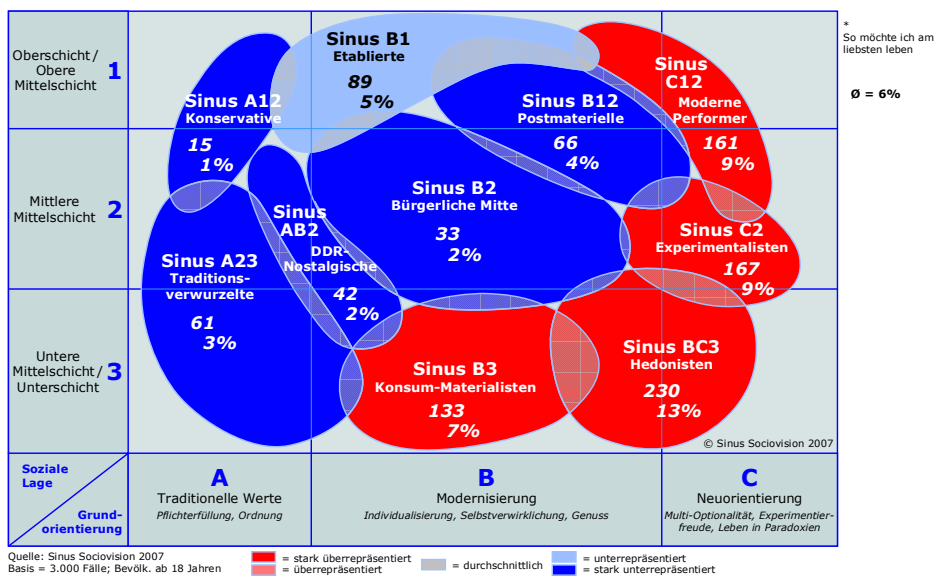 *
So möchte ich am
liebsten leben
Ø = 6%
Oberschicht /
Obere
Mittelschicht
1
Mittlere
Mittelschicht
2
Untere
Mittelschicht /
Unterschicht
3
Sinus B1
Etablierte
89
5%
Sinus A12
Konservative
15
1%
Sinus B12
Postmaterielle
66
4%
Sinus
C12
Moderne
Performer
161
9%
Sinus B2
Bürgerliche Mitte
33
2%
Sinus
AB2
DDR-
Nostalgische
42
2%
Sinus A23
Traditions-
verwurzelte
61
3%
Sinus C2
Experimentalisten
167
9%
Sinus B3
Konsum-Materialisten
133
7%
Sinus BC3
Hedonisten
230
13%
© Sinus Sociovision 2007
Soziale
Lage
Grund-
orientierung
A
Traditionelle Werte
Pflichterfüllung, Ordnung
B
Modernisierung
Individualisierung, Selbstverwirklichung, Genuss
C
Neuorientierung
Multi-Optionalität, Experimentier-
freude, Leben in Paradoxien
Quelle: Sinus Sociovision 2007
Basis = 3.000 Fälle; Bevölk. ab 18 Jahren
= stark überrepräsentiert
= überrepräsentiert
= durchschnittlich
= unterrepräsentiert
= stark unterrepräsentiert